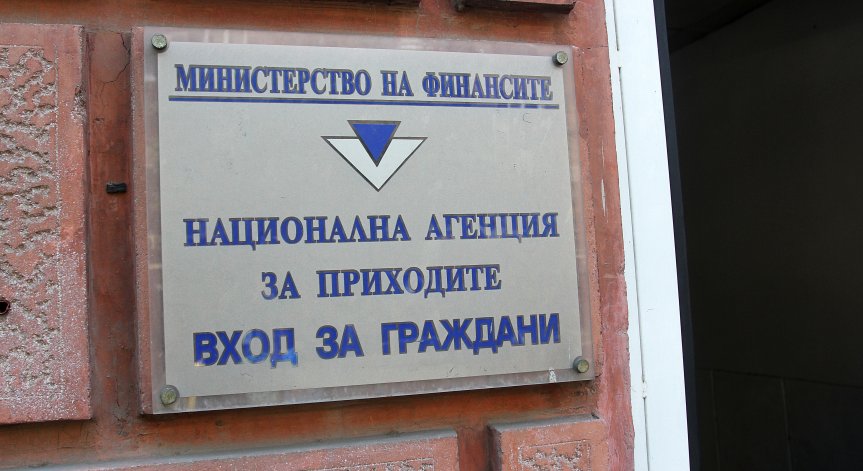 МИНИСТЕРСТВО НА ФИНАНСИТЕ
НАЦИОНАЛНА АГЕНЦИЯ
ЗА ПРИХОДИТЕ
ВХОД ЗА ГРАЖДАНИ